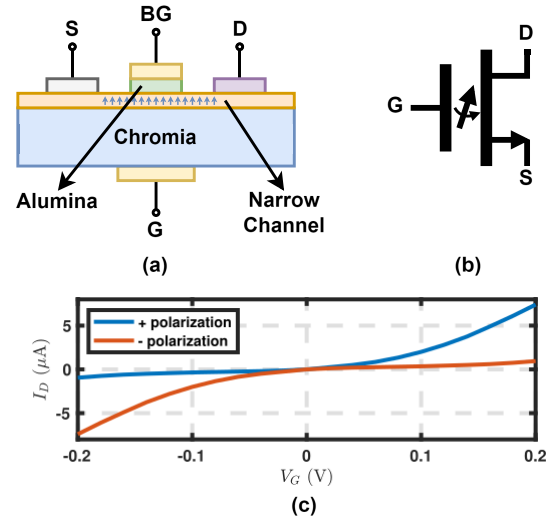 S
BG
D
Chromia
Alumina
G
Narrow
Channel
(a)
D
G
S
(b)
+ polarization
- polarization
5
0
-5
I_D (μA)
-0.2
-0.1
0
0.1
0.2
V_G (V)
(c)